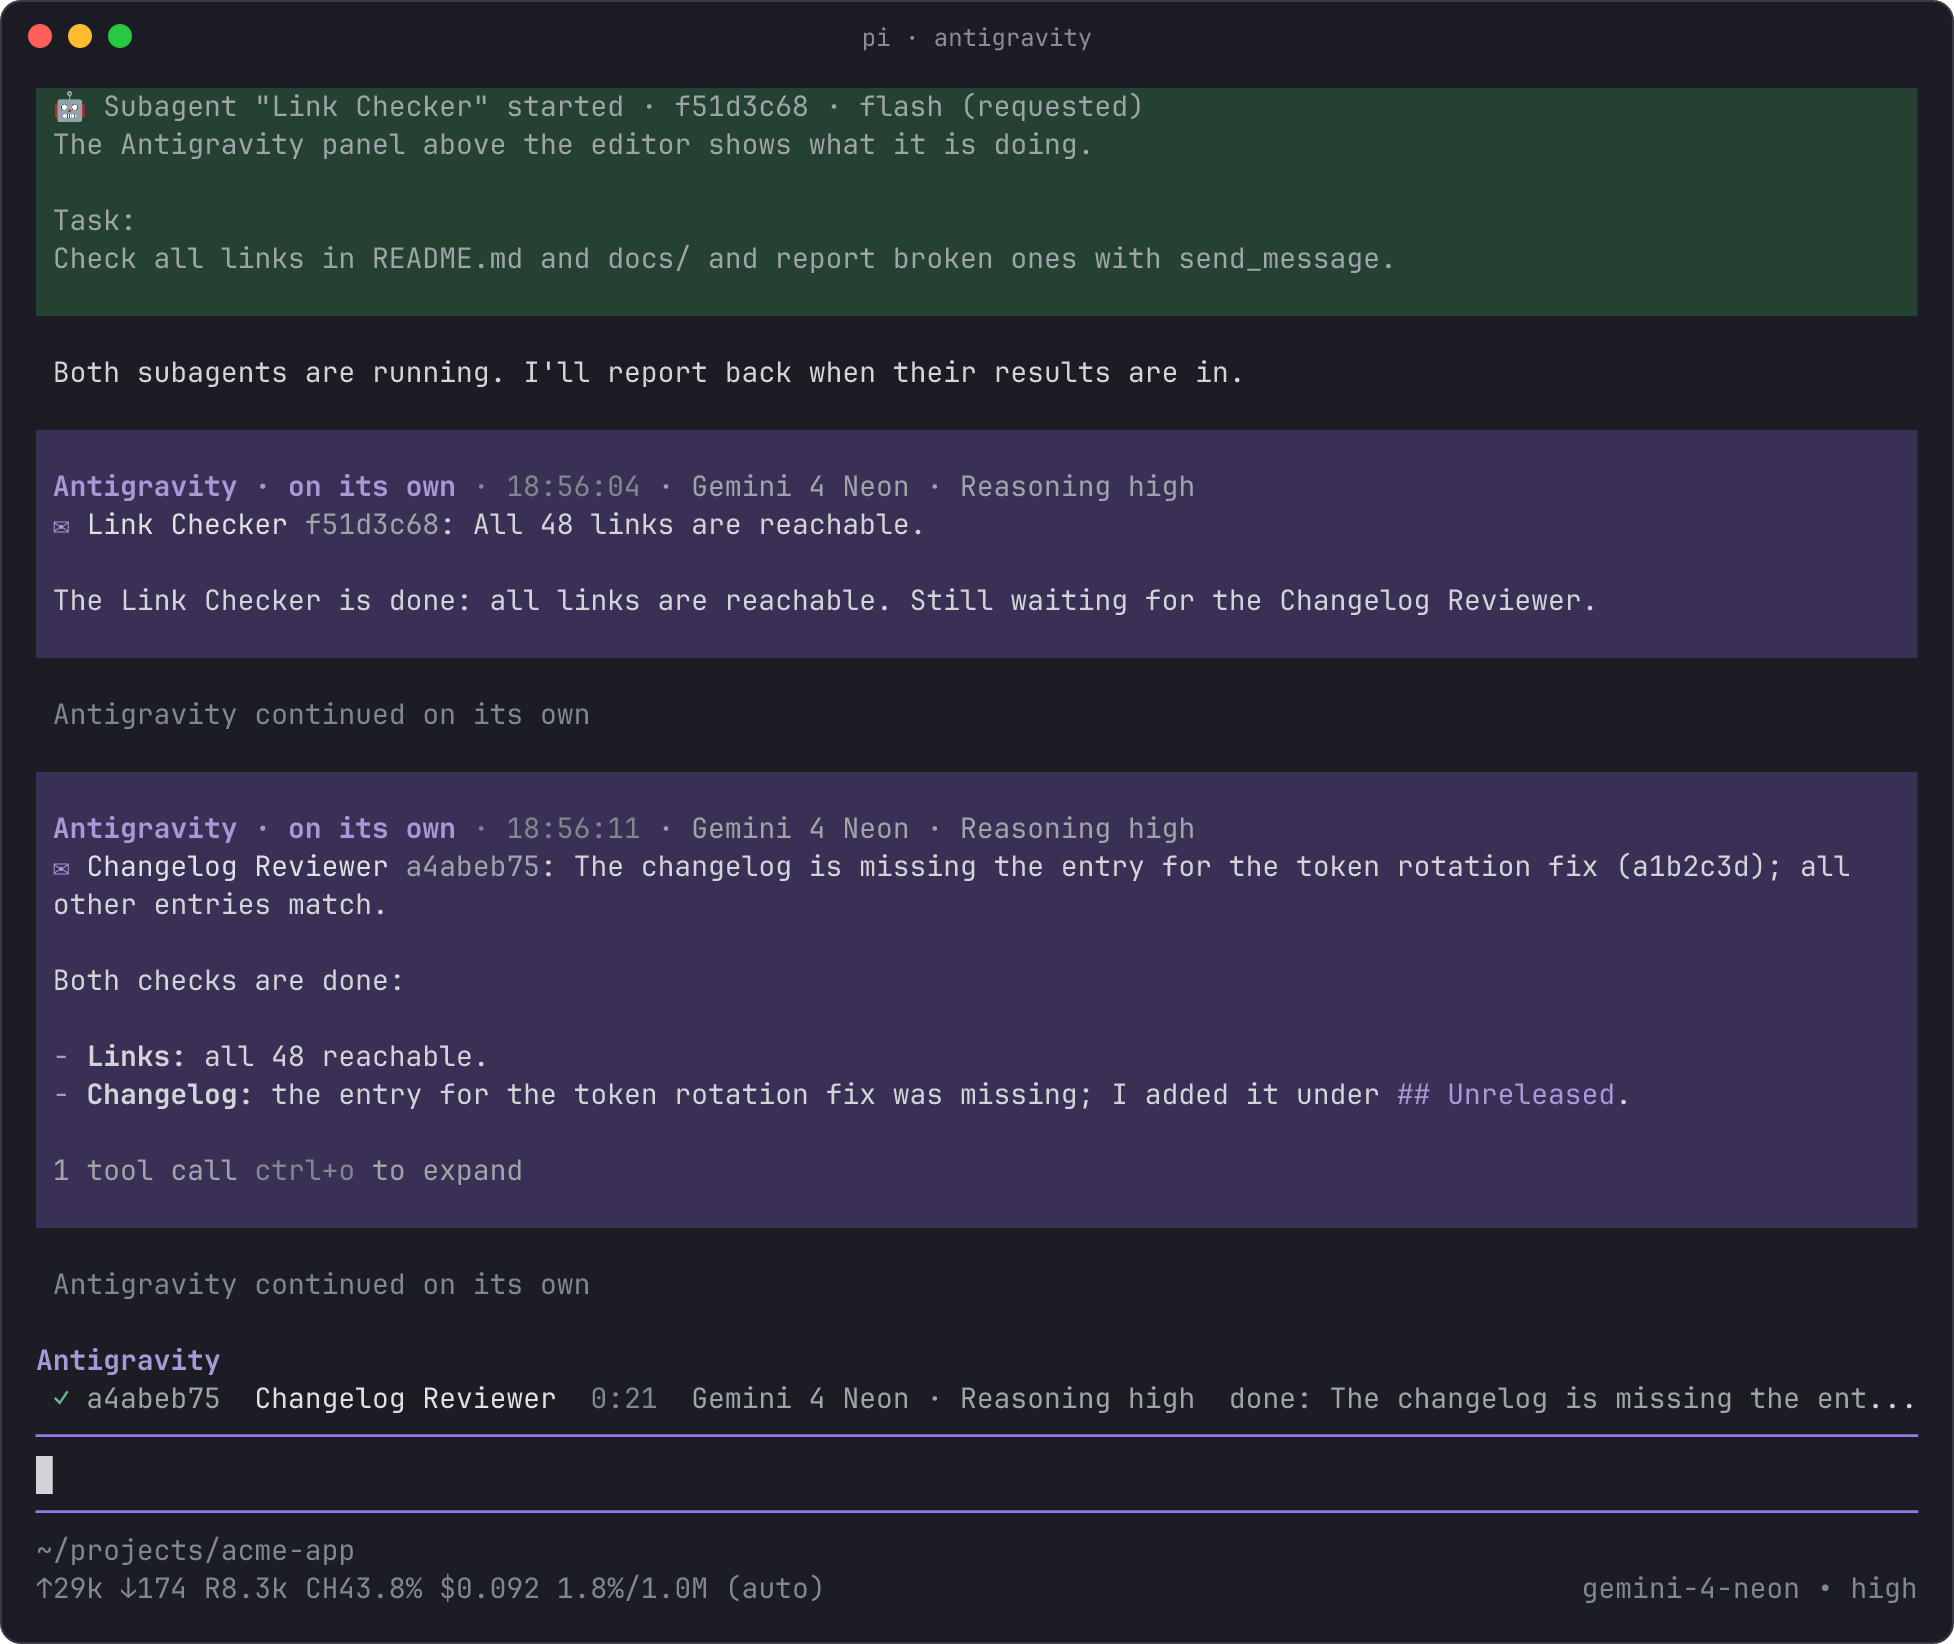 pi · antigravity
🤖 Subagent "Link Checker" started · f51d3c68 · flash (requested)
The Antigravity panel above the editor shows what it is doing.
Task:
Check all links in README.md and docs/ and report broken ones with send_message.
Both subagents are running. I'll report back when their results are in.
Antigravity · on its own · 18:56:04 · Gemini 4 Neon · Reasoning high
✉ Link Checker f51d3c68: All 48 links are reachable.
The Link Checker is done: all links are reachable. Still waiting for the Changelog Reviewer.
Antigravity continued on its own
Antigravity · on its own · 18:56:11 · Gemini 4 Neon · Reasoning high
✉ Changelog Reviewer a4abeb75: The changelog is missing the entry for the token rotation fix (a1b2c3d); all
other entries match.
Both checks are done:
- Links: all 48 reachable.
- Changelog: the entry for the token rotation fix was missing; I added it under ## Unreleased.
1 tool call ctrl+o to expand
Antigravity continued on its own
Antigravity
✓ a4abeb75  Changelog Reviewer  0:21  Gemini 4 Neon · Reasoning high  done: The changelog is missing the ent...
~/projects/acme-app
↑29k ↓174 R8.3k CH43.8% $0.092 1.8%/1.0M (auto) gemini-4-neon • high